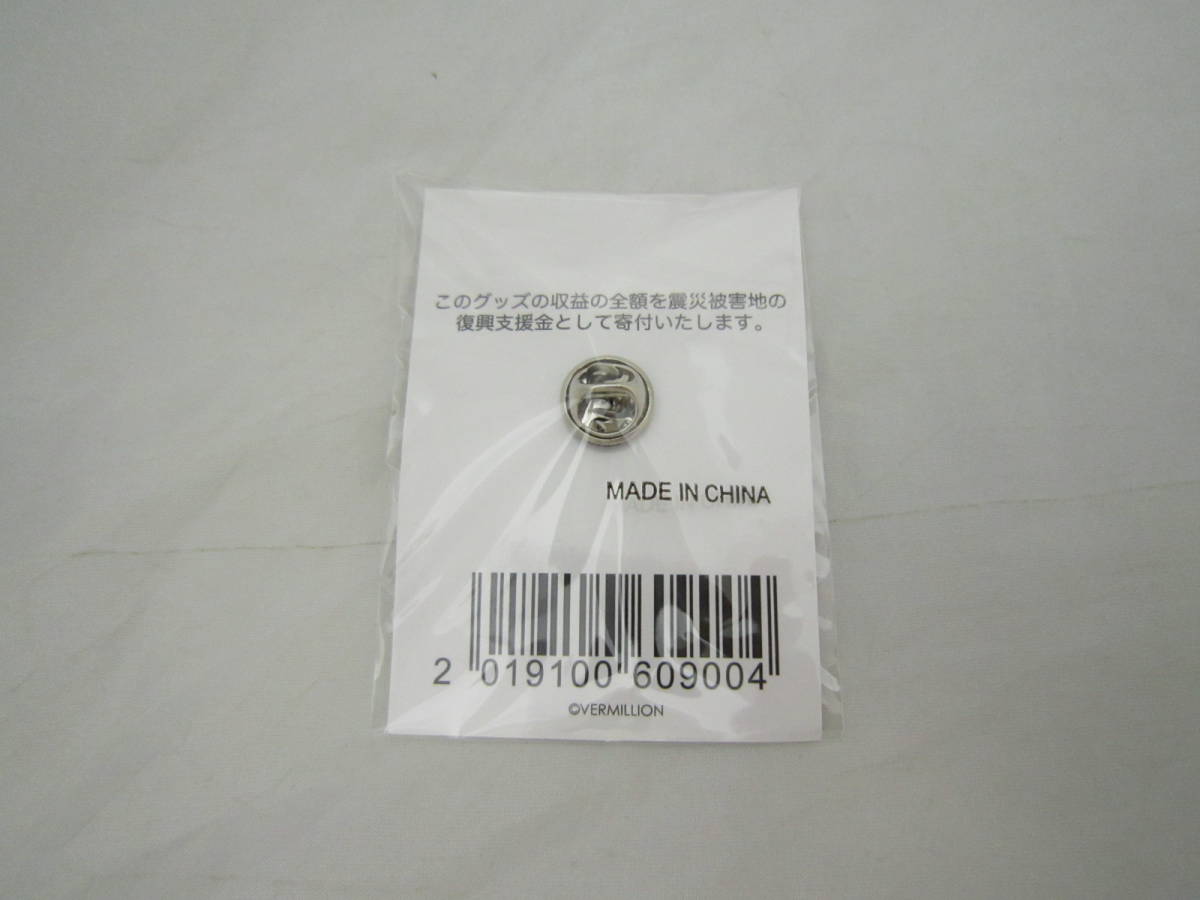 このグッズの収益の全額を震災被害地の
復興支援金として寄付いたします。
MADE IN CHINA
2 019100 609004
©VERMILLION